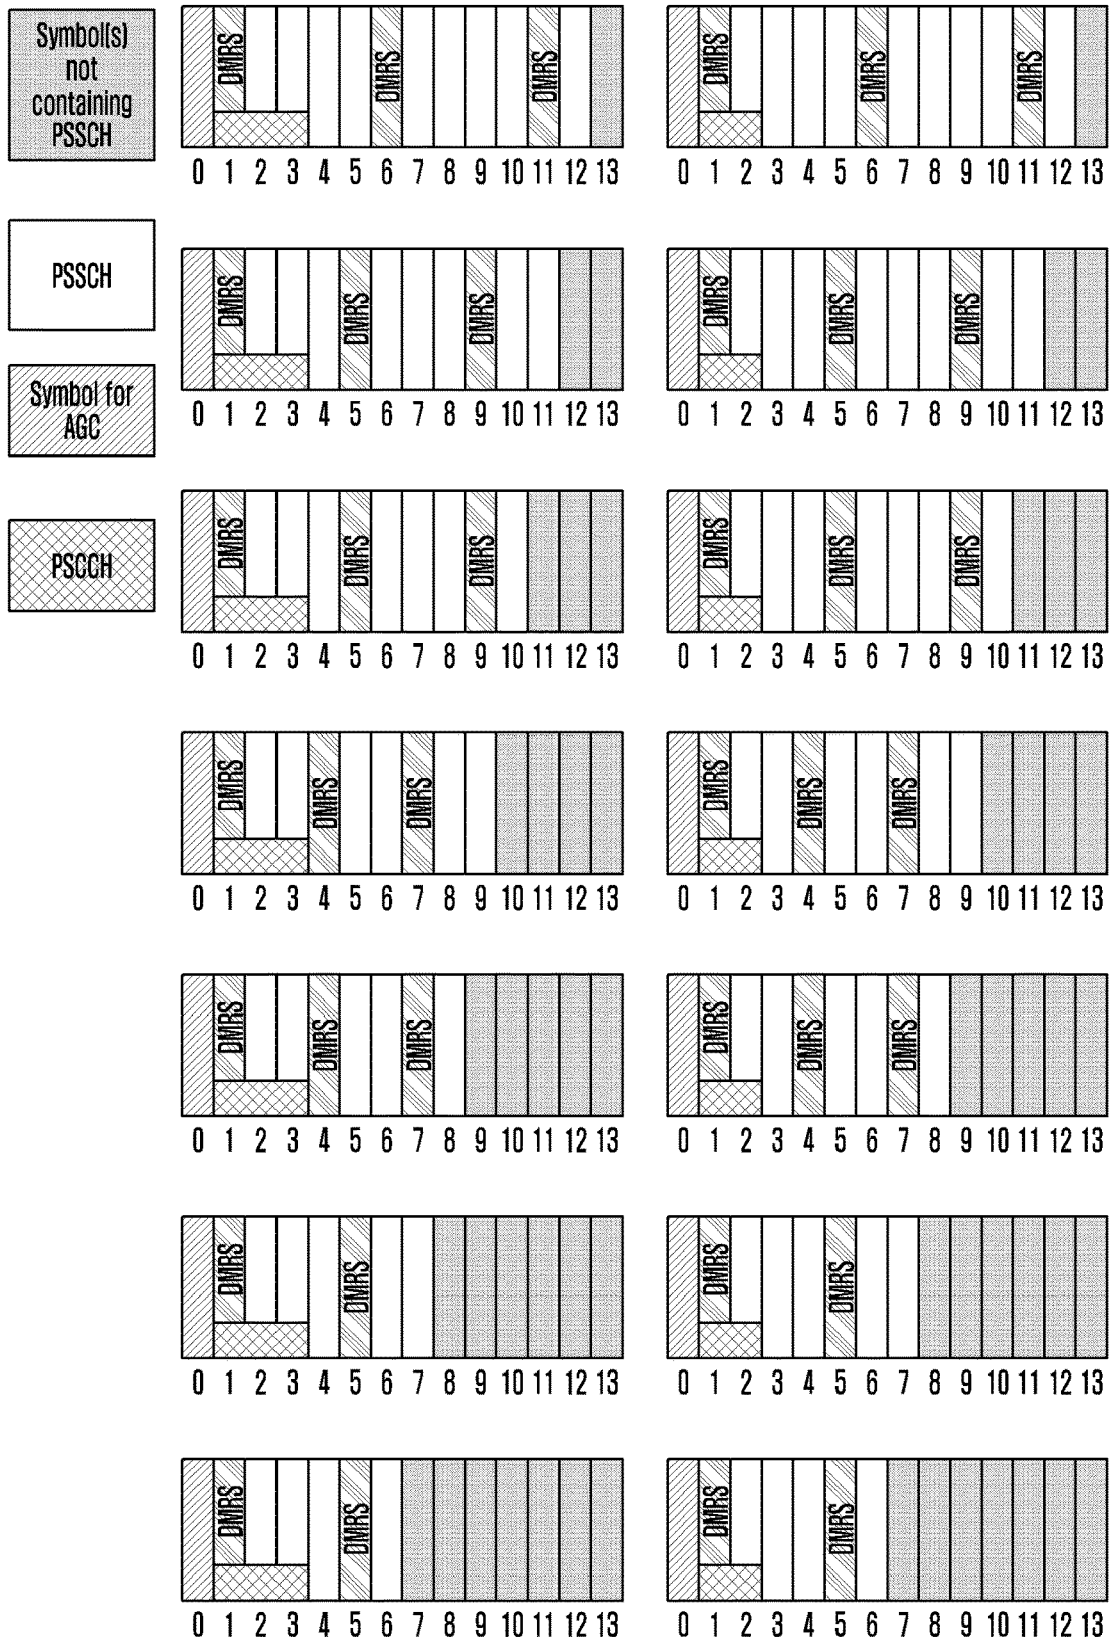 Symbol(s)
not
containing
PSSCH
PSSCH
Symbol for
AGC
PSCCH
DMRS DMRS DMRS DMRS DMRS DMRS
0 1 2 3 4 5 6 7 8 9 10 11 12 13 0 1 2 3 4 5 6 7 8 9 10 11 12 13
DMRS DMRS DMRS DMRS DMRS DMRS
0 1 2 3 4 5 6 7 8 9 10 11 12 13 0 1 2 3 4 5 6 7 8 9 10 11 12 13
DMRS DMRS DMRS DMRS DMRS DMRS
0 1 2 3 4 5 6 7 8 9 10 11 12 13 0 1 2 3 4 5 6 7 8 9 10 11 12 13
DMRS DMRS DMRS DMRS DMRS DMRS
0 1 2 3 4 5 6 7 8 9 10 11 12 13 0 1 2 3 4 5 6 7 8 9 10 11 12 13
DMRS DMRS DMRS DMRS DMRS DMRS
0 1 2 3 4 5 6 7 8 9 10 11 12 13 0 1 2 3 4 5 6 7 8 9 10 11 12 13
DMRS DMRS DMRS DMRS
0 1 2 3 4 5 6 7 8 9 10 11 12 13 0 1 2 3 4 5 6 7 8 9 10 11 12 13
DMRS DMRS DMRS DMRS
0 1 2 3 4 5 6 7 8 9 10 11 12 13 0 1 2 3 4 5 6 7 8 9 10 11 12 13